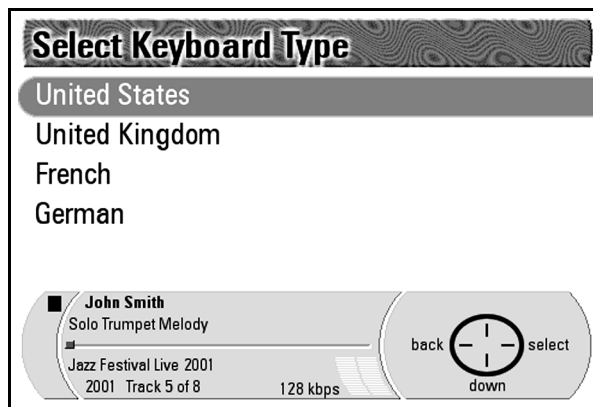 Select Keyboard Type
United States
United Kingdom
French
German
John Smith
Solo Trumpet Melody
Jazz Festival Live 2001
2001 Track 5 of 8 128 kbps
back select
down